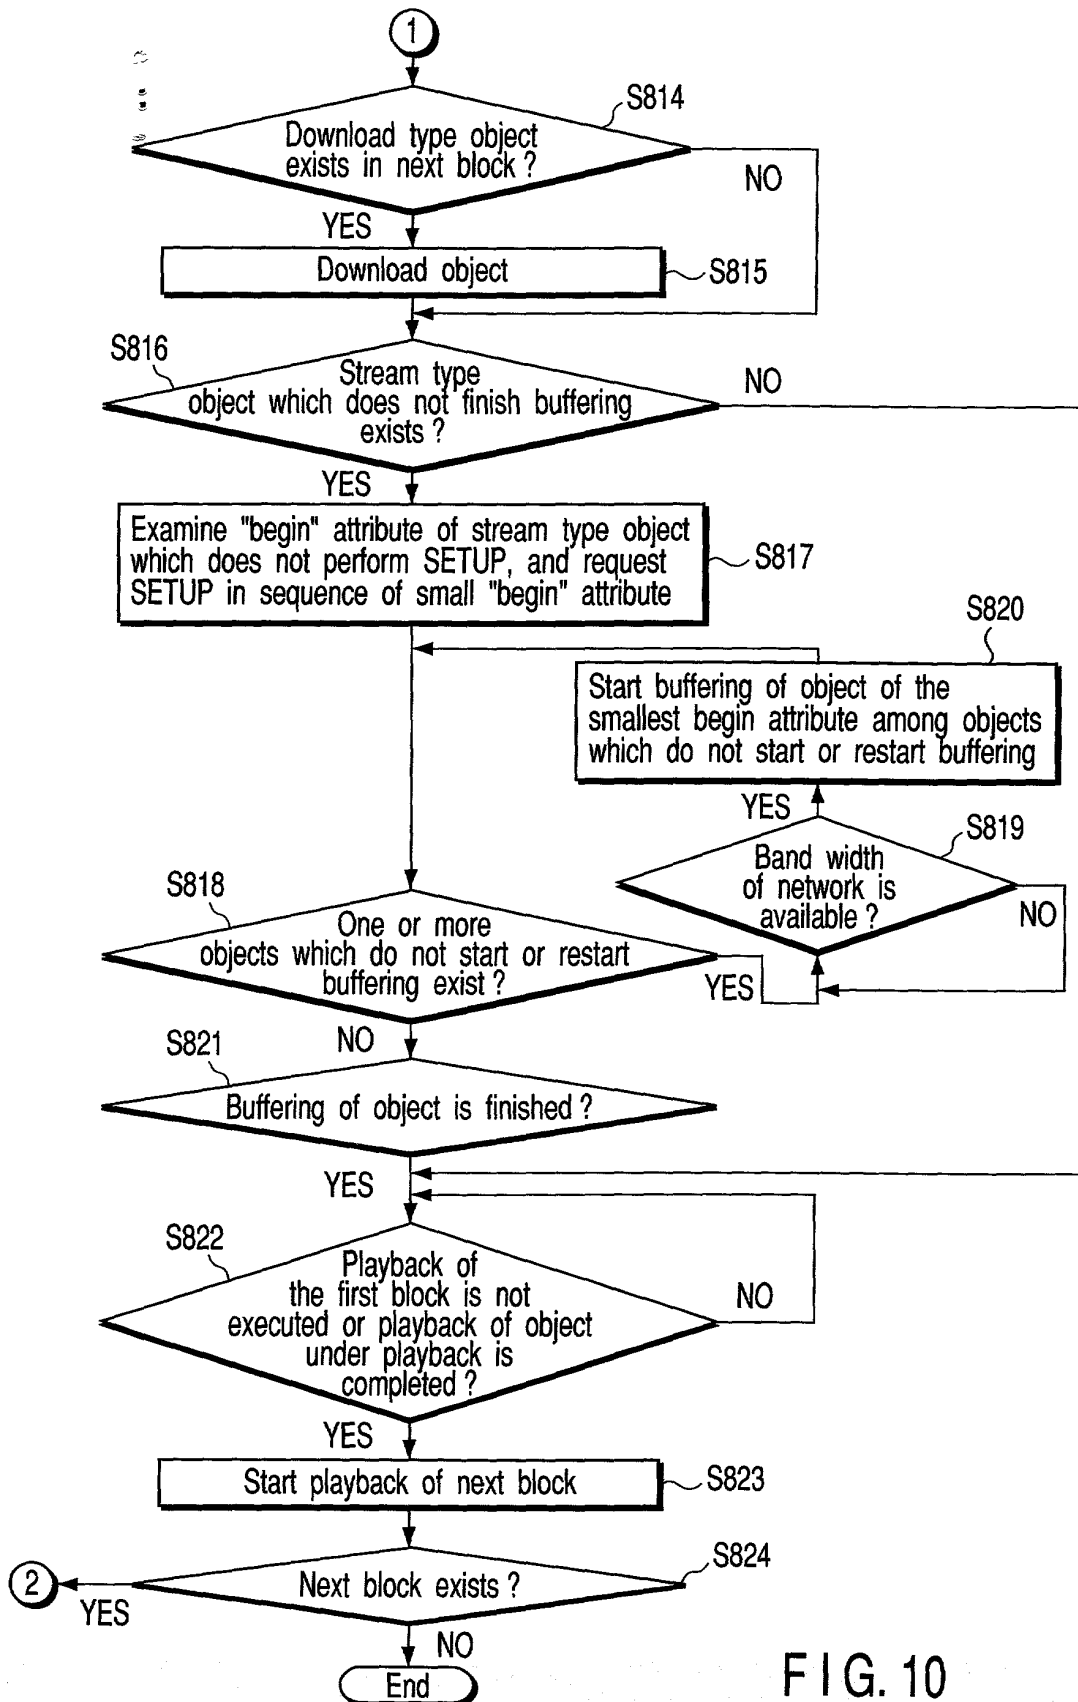 1
S814
Download type object
exists in next block ?
NO
YES
Download object
S815
S816
Stream type
object which does not finish buffering
exists ?
NO
YES
Examine "begin" attribute of stream type object
which does not perform SETUP, and request
SETUP in sequence of small "begin" attribute
S817
S820
Start buffering of object of the
smallest begin attribute among objects
which do not start or restart buffering
YES
S819
Band width
of network is
available ?
NO
S818
One or more
objects which do not start or restart
buffering exist ?
YES
NO
S821
Buffering of object is finished ?
YES
S822
Playback of
the first block is not
executed or playback of object
under playback is
completed ?
NO
YES
Start playback of next block
S823
S824
Next block exists ?
2
YES
NO
End
FIG. 10